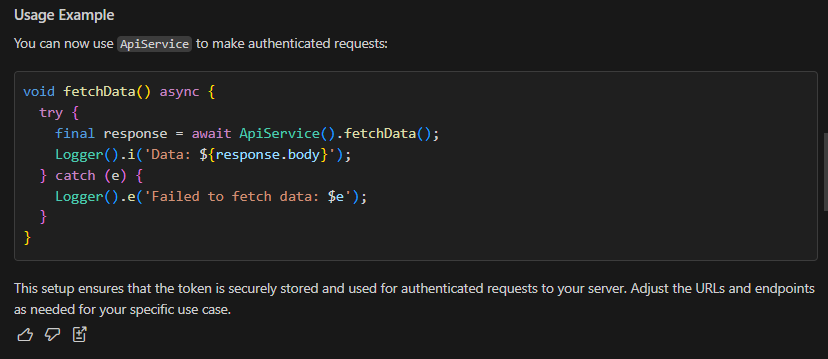 Usage Example
You can now use ApiService to make authenticated requests:
void fetchData() async {
  try {
    final response = await ApiService().fetchData();
    Logger().i('Data: ${response.body}');
  } catch (e) {
    Logger().e('Failed to fetch data: $e');
  }
}
This setup ensures that the token is securely stored and used for authenticated requests to your server. Adjust the URLs and endpoints
as needed for your specific use case.